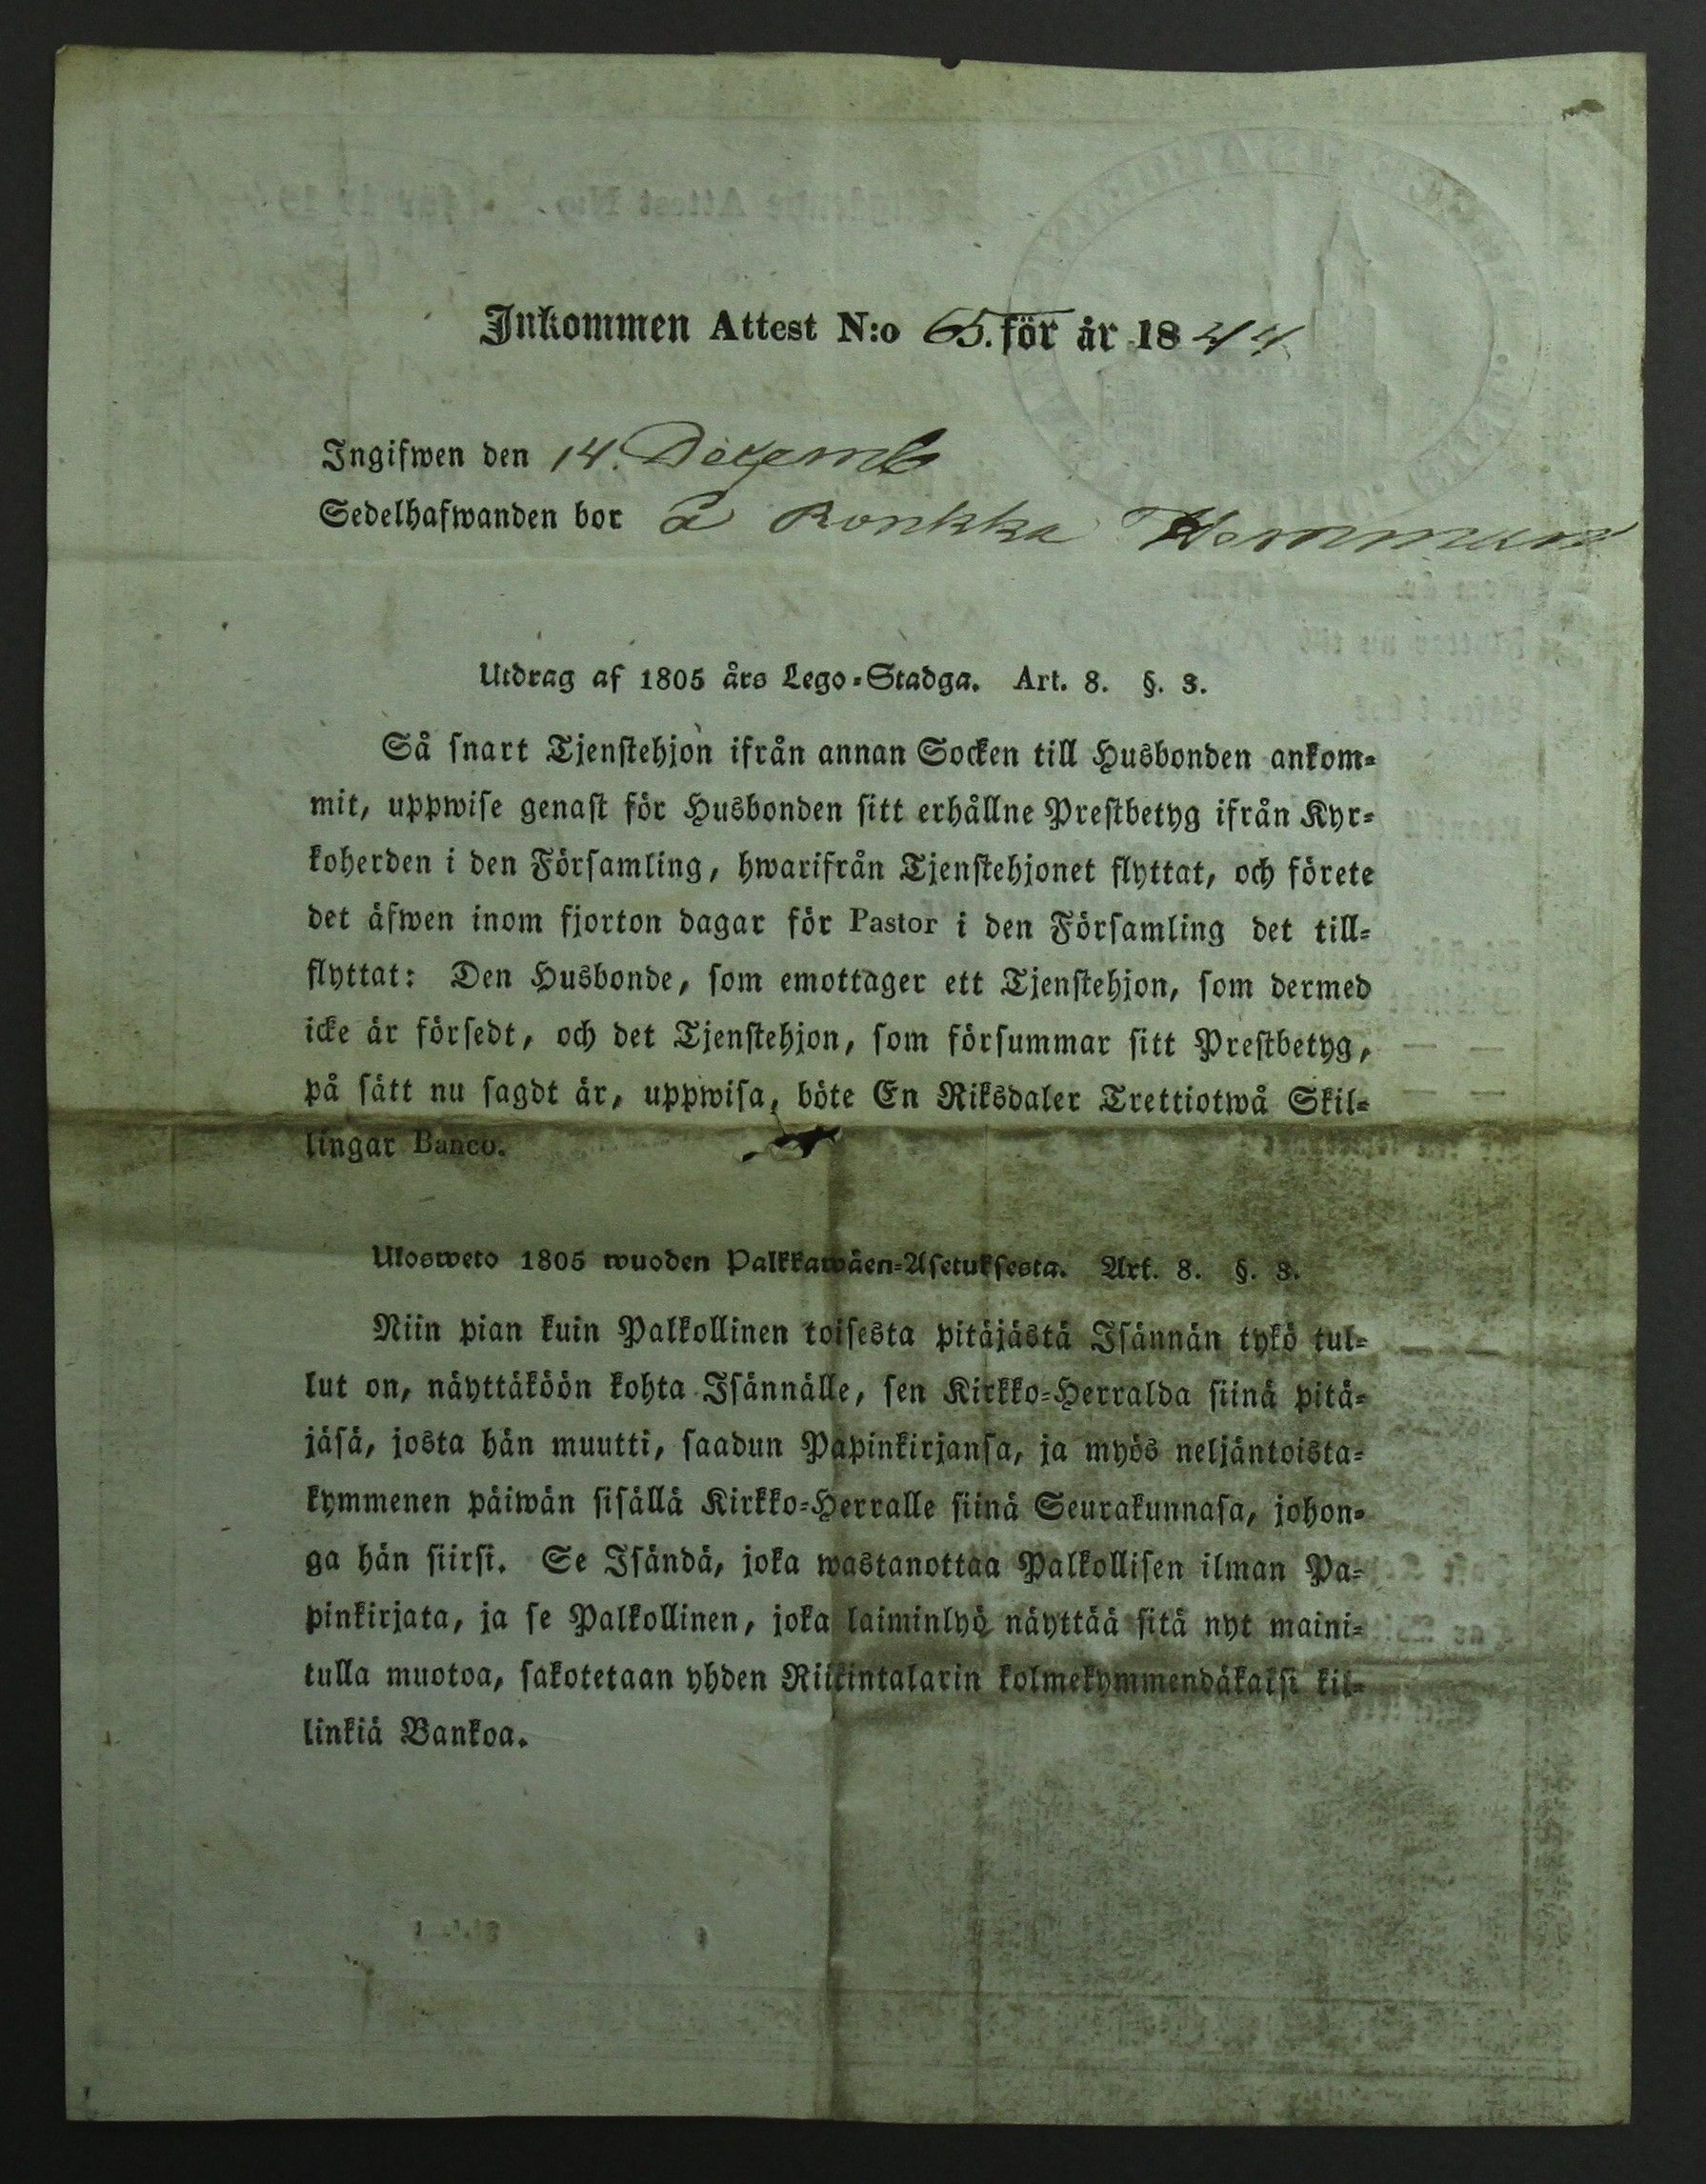 Inkommen Attest N:o 65. för år 1844
Ingifwen den 14. Decemb
Sedelhafwanden bor å Ronkka Hemman
Utdrag af 1805 års Lego-Stadga. Art. 8. §. 3.
Så snart Tjenstehjon ifrån annan Socken till Husbonden ankom-
mit, uppwise genast för Husbonden sitt erhållne Prestbetyg ifrån Kyr-
koherden i den Församling, hwarifrån Tjenstehjonet flyttat, och förete
det äfwen inom fjorton dagar för Pastor i den Församling det till-
flyttat: Den Husbonde, som emottager ett Tjenstehjon, som dermed
icke är försedt, och det Tjenstehjon, som försummar sitt Prestbetyg,
på sätt nu sagdt är, uppwisa, böte En Riksdaler Trettiotwå Skil-
lingar Banco.
Ulosweto 1805 wuoden Palkkawäen-Asetuksesta. Art. 8. §. 3.
Niin pian kuin Palkollinen toisesta pitäjästä Isännän tykö tul-
lut on, näyttäköön kohta Isännälle, sen Kirkko-Herralda siinä pitä-
jäsä, josta hän muutti, saadun Papinkirjansa, ja myös neljäntoista-
kymmenen päiwän sisällä Kirkko-Herralle siinä Seurakunnasa, johon-
ga hän siirsi. Se Isändä, joka wastanottaa Palkollisen ilman Pa-
pinkirjata, ja se Palkollinen, joka laiminlyö näyttää sitä nyt maini-
tulla muotoa, sakotetaan yhden Riikintalarin kolmekymmendäkaksi kil-
linkiä Bankoa.